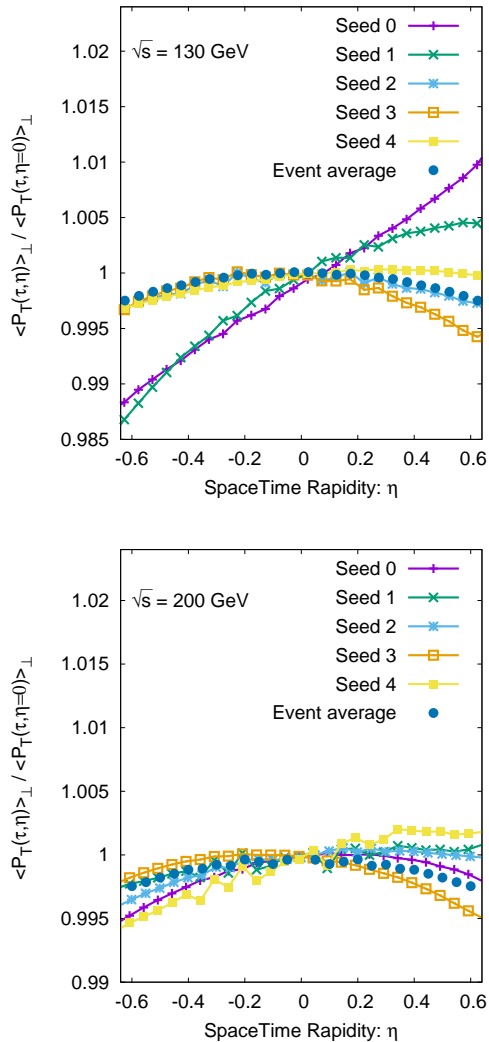 1.02
1.015
1.01
1.005
1
0.995
0.99
0.985
<P_T(τ,η)>_⊥ / <P_T(τ,η=0)>_⊥
√s = 130 GeV
Seed 0
Seed 1
Seed 2
Seed 3
Seed 4
Event average
-0.6 -0.4 -0.2 0 0.2 0.4 0.6
SpaceTime Rapidity: η
1.02
1.015
1.01
1.005
1
0.995
0.99
<P_T(τ,η)>_⊥ / <P_T(τ,η=0)>_⊥
√s = 200 GeV
Seed 0
Seed 1
Seed 2
Seed 3
Seed 4
Event average
-0.6 -0.4 -0.2 0 0.2 0.4 0.6
SpaceTime Rapidity: η